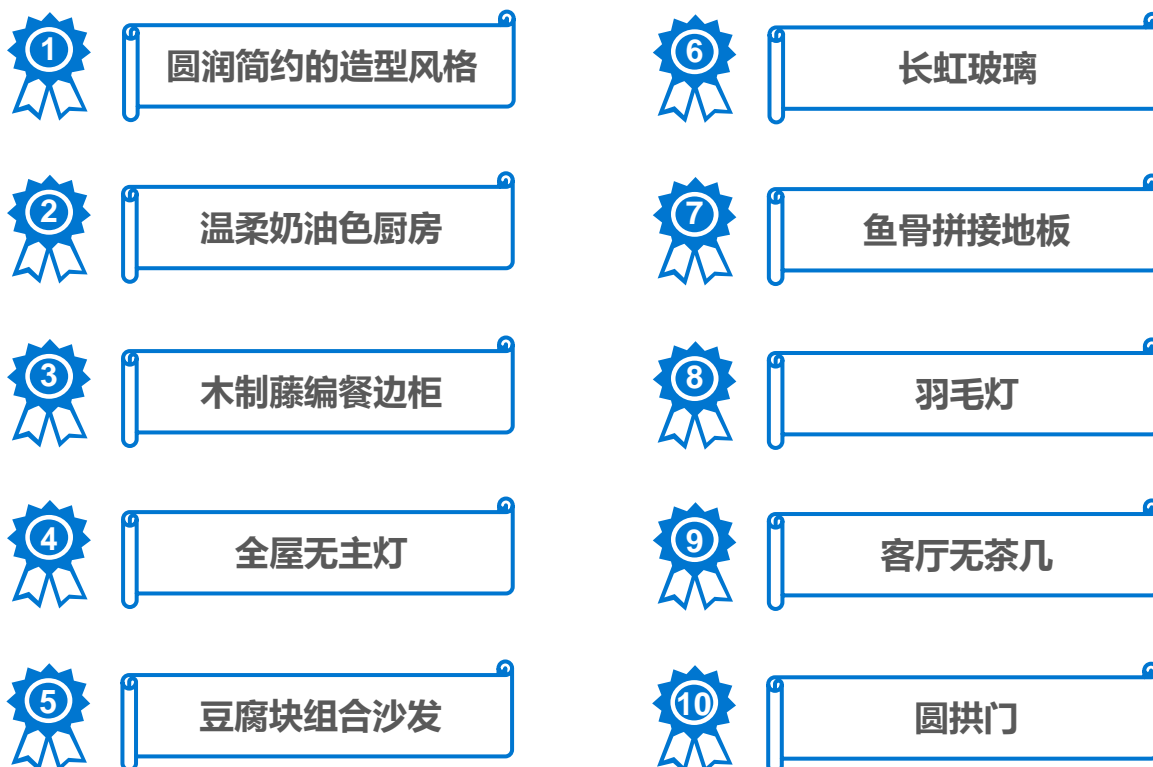 1
圆润简约的造型风格
2
温柔奶油色厨房
3
木制藤编餐边柜
4
全屋无主灯
5
豆腐块组合沙发
6
长虹玻璃
7
鱼骨拼接地板
8
羽毛灯
9
客厅无茶几
10
圆拱门